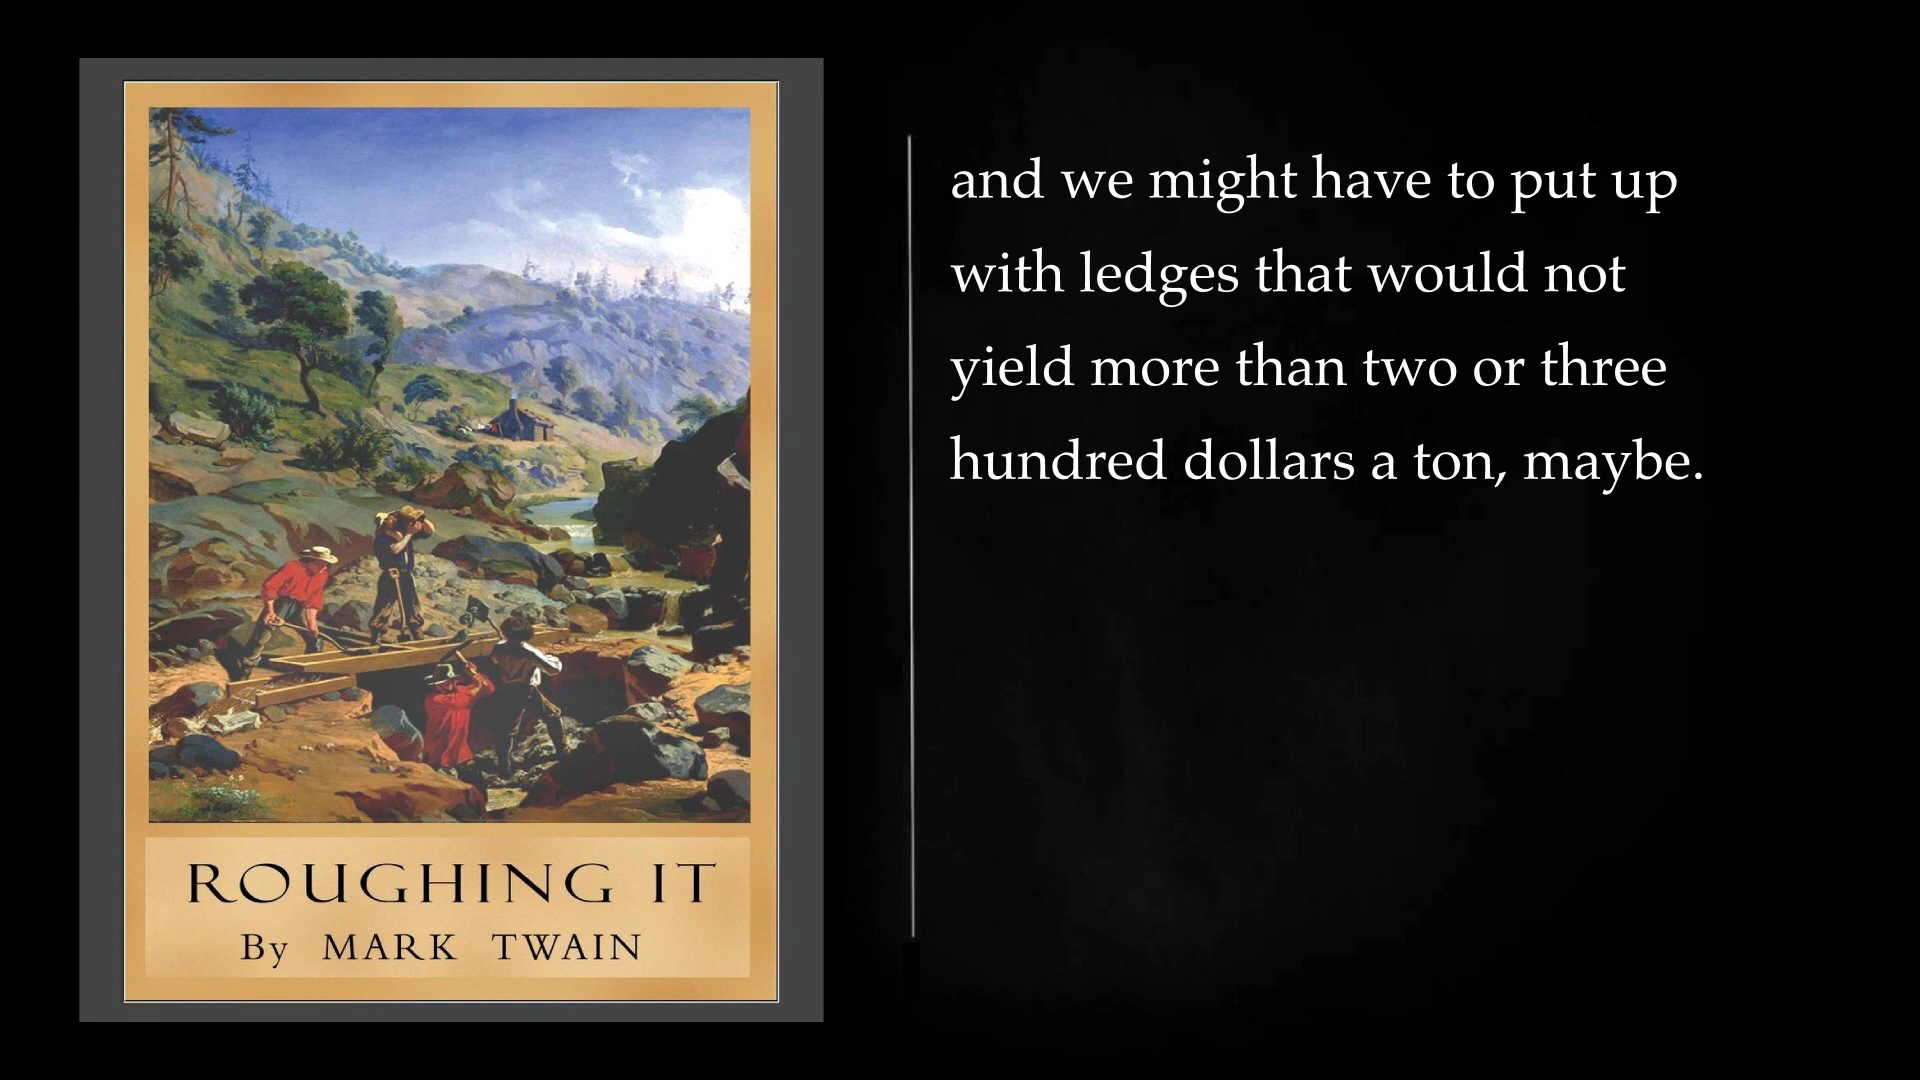 ROUGHING IT
By MARK TWAIN
and we might have to put up
with ledges that would not
yield more than two or three
hundred dollars a ton, maybe.